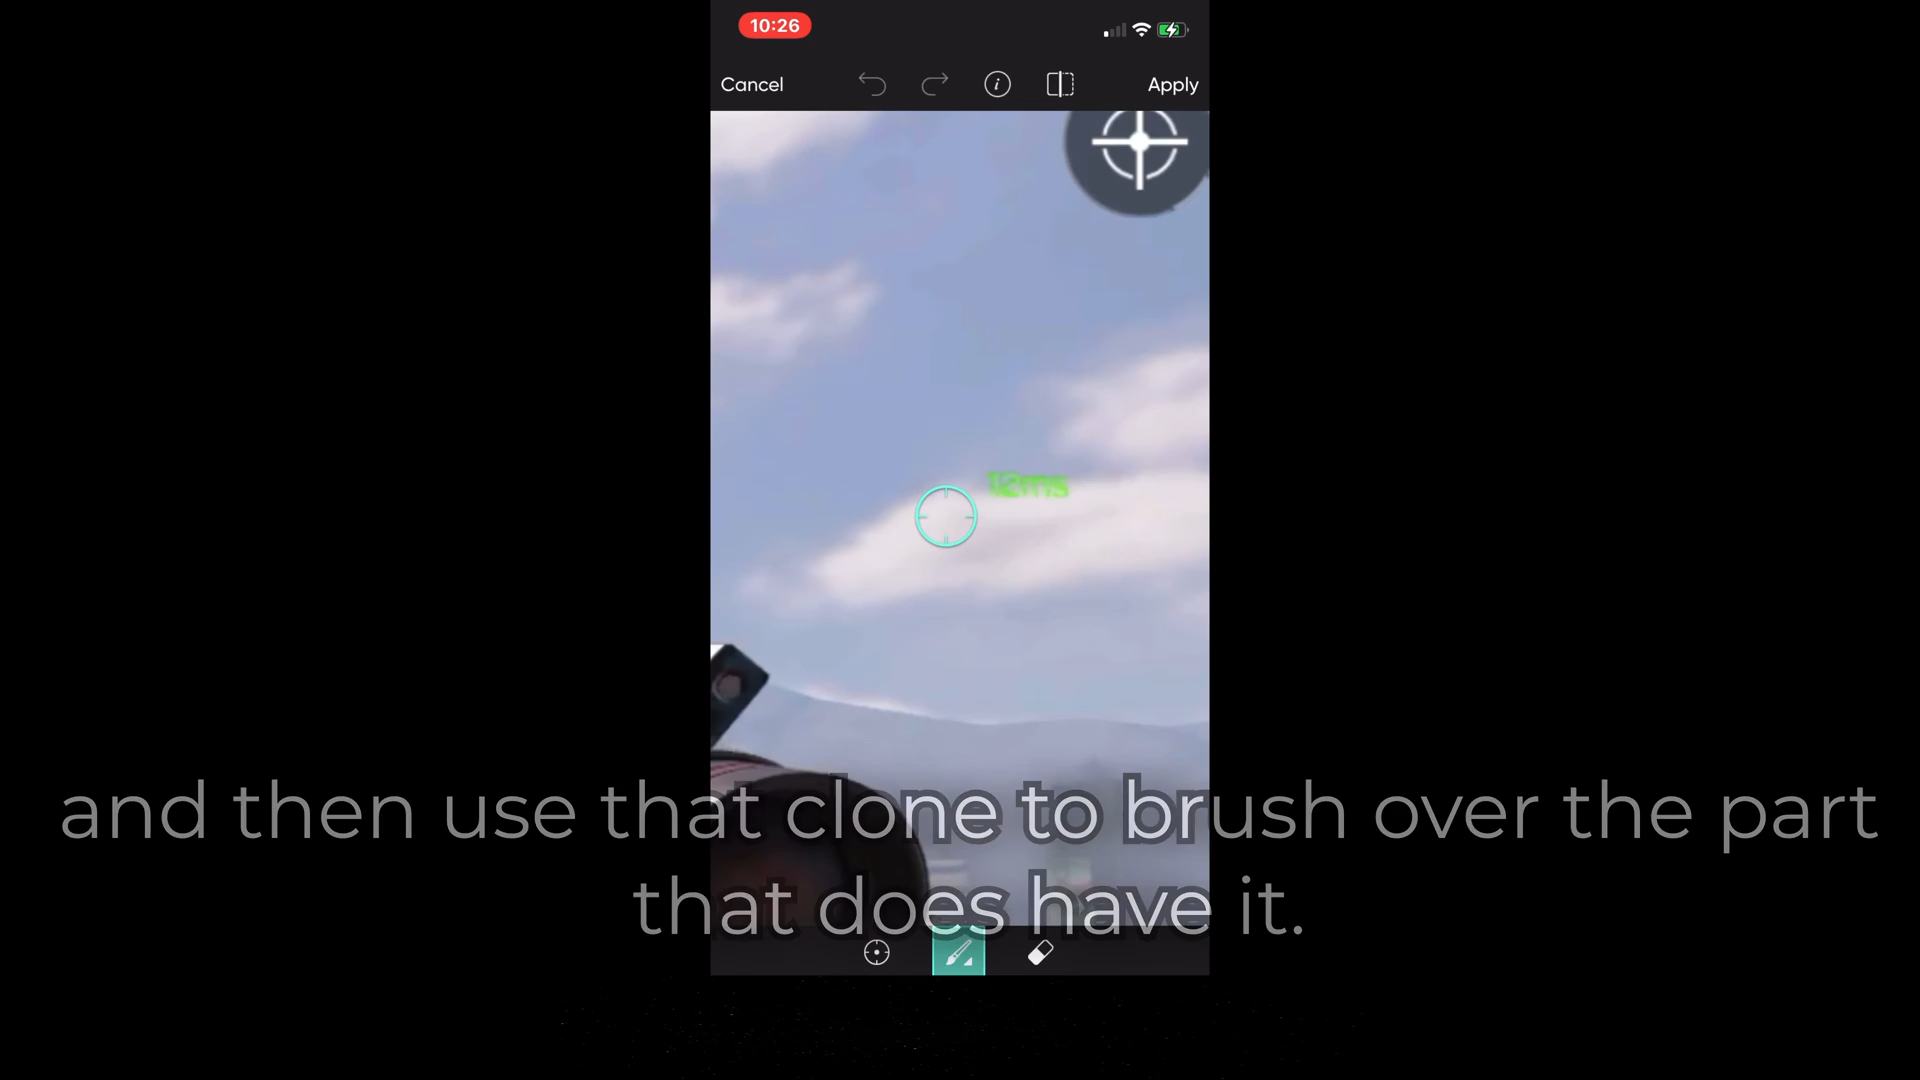 10:26
Cancel
Apply
12ms
and then use that clone to brush over the part
that does have it.